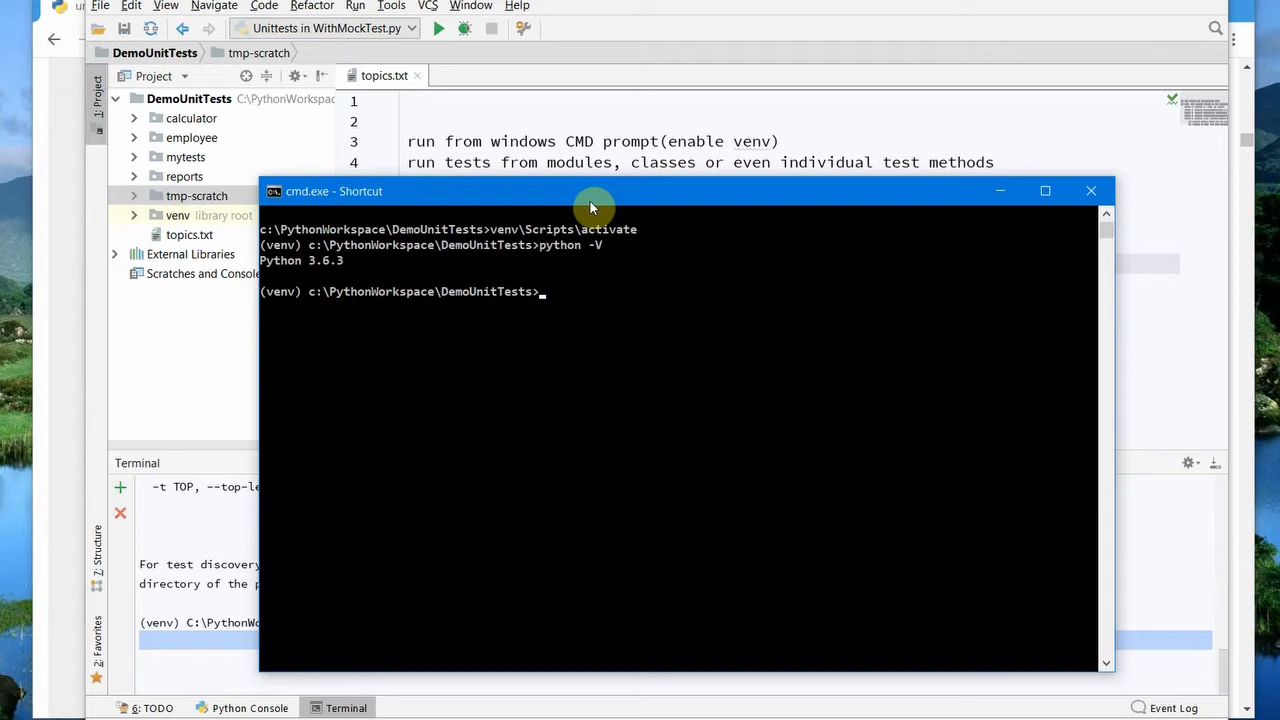 File Edit View Navigate Code Refactor Run Tools VCS Window Help
Unittests in WithMockTest.py
DemoUnitTests tmp-scratch
1: Project
Project
topics.txt
DemoUnitTests C:\PythonWorkspac
calculator
employee
mytests
reports
tmp-scratch
venv library root
topics.txt
External Libraries
Scratches and Console
1
2
3 run from windows CMD prompt(enable venv)
4 run tests from modules, classes or even individual test methods
cmd.exe - Shortcut
c:\PythonWorkspace\DemoUnitTests>venv\Scripts\activate
(venv) c:\PythonWorkspace\DemoUnitTests>python -V
Python 3.6.3
(venv) c:\PythonWorkspace\DemoUnitTests>
Terminal
-t TOP, --top-le
For test discovery
directory of the p
(venv) C:\PythonWo
7: Structure
2: Favorites
6: TODO Python Console Terminal Event Log